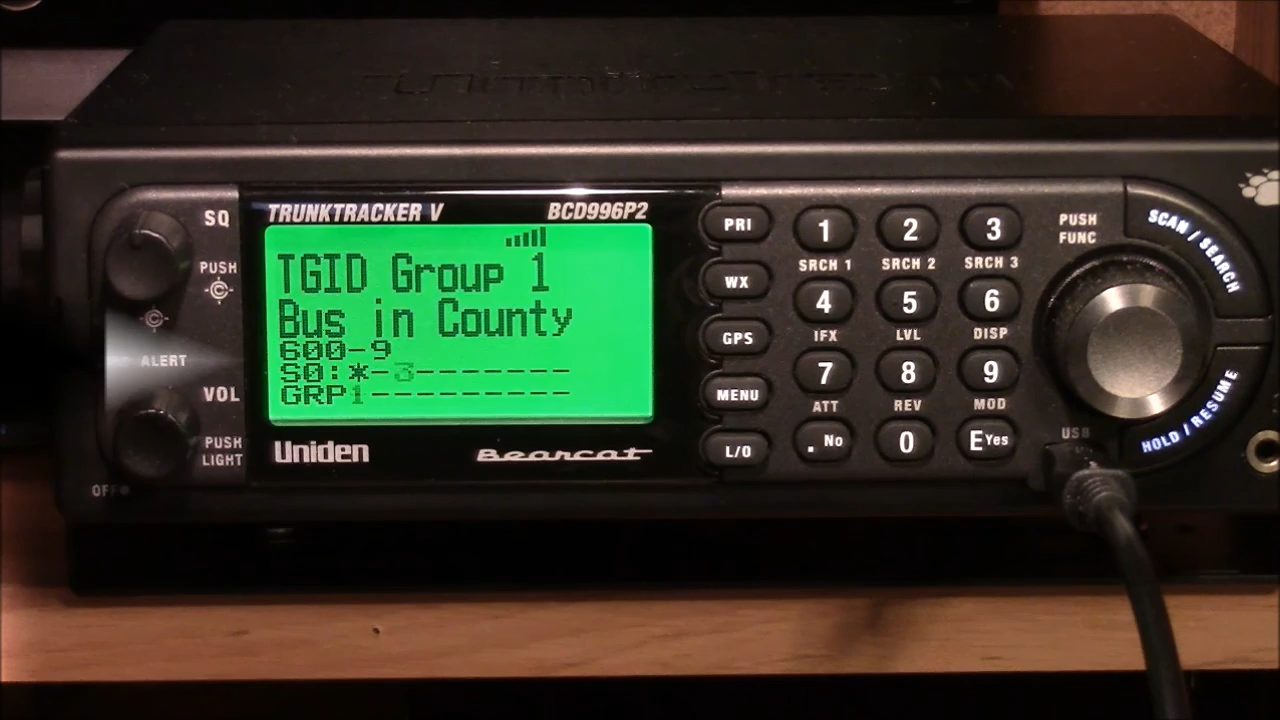 TRUNKTRACKER V BCD996P2
TGID Group 1
Bus in County
600-9
S0:*-3--------
GRP1----------
Uniden Bearcat
SQ
PUSH
ALERT
VOL
PUSH
LIGHT
OFF
PRI
WX
GPS
MENU
L/O
1 2 3
SRCH 1 SRCH 2 SRCH 3
4 5 6
IFX LVL DISP
7 8 9
ATT REV MOD
. No 0 E Yes
PUSH
FUNC
SCAN / SEARCH
HOLD / RESUME
USB